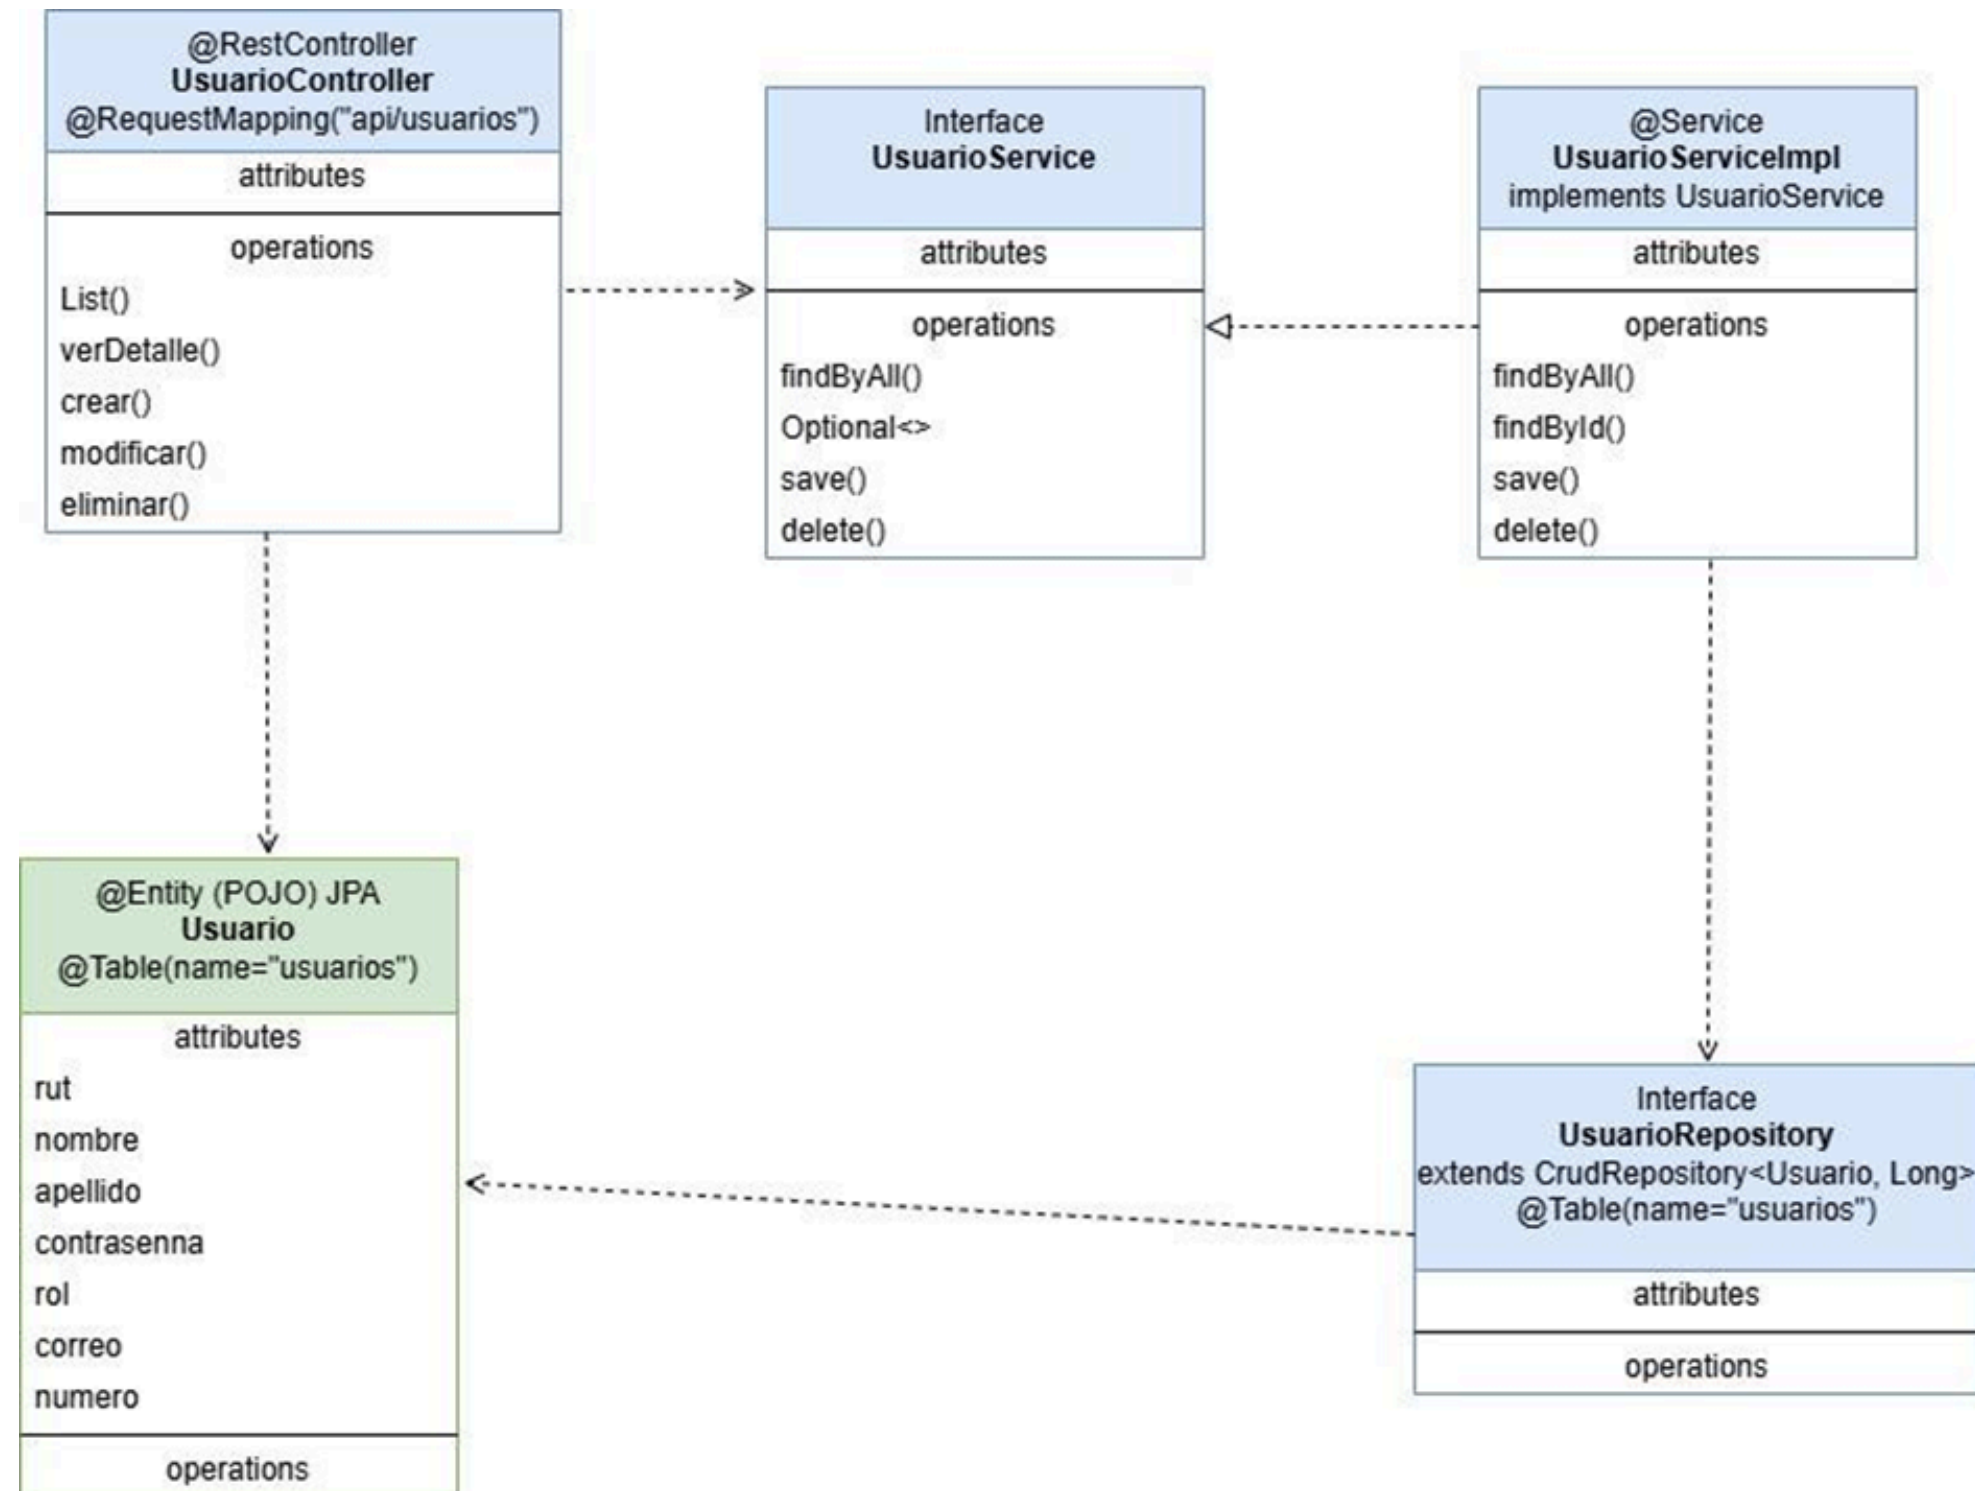 @RestController
UsuarioController
@RequestMapping("api/usuarios")
attributes
operations
List()
verDetalle()
crear()
modificar()
eliminar()
Interface
UsuarioService
attributes
operations
findByAll()
Optional<>
save()
delete()
@Service
UsuarioServiceImpl
implements UsuarioService
attributes
operations
findByAll()
findById()
save()
delete()
@Entity (POJO) JPA
Usuario
@Table(name="usuarios")
attributes
rut
nombre
apellido
contrasenna
rol
correo
numero
operations
Interface
UsuarioRepository
extends CrudRepository<Usuario, Long>
@Table(name="usuarios")
attributes
operations